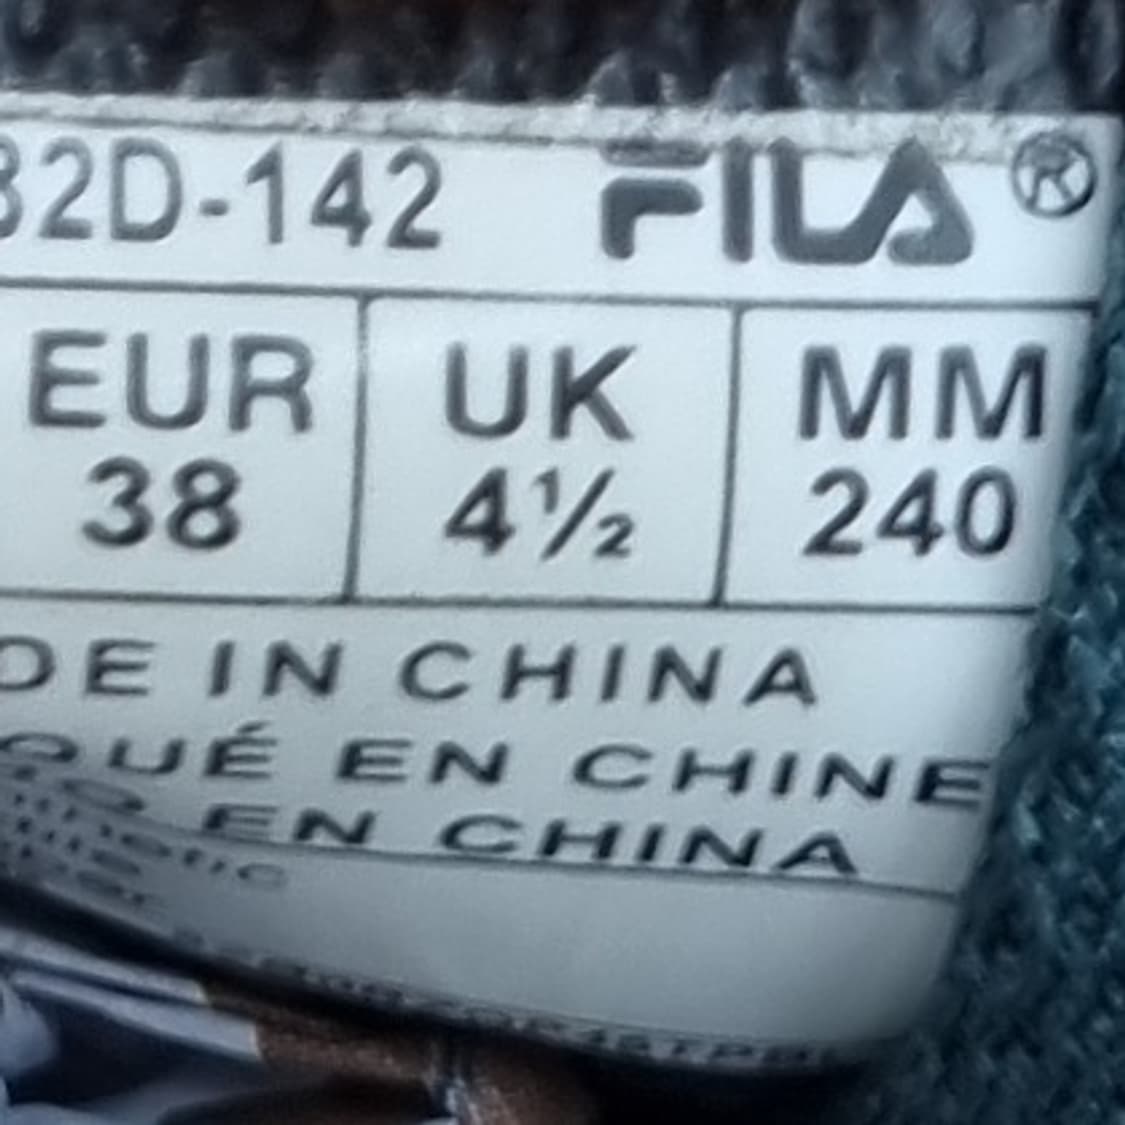 32D-142 FILA®
EUR UK MM
38 4½ 240
DE IN CHINA
QUÉ EN CHINE
EN CHINA